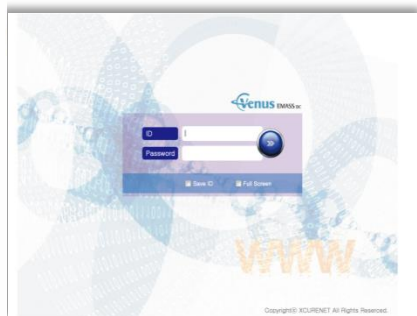 Venus EMASS
ID
Password
Save ID
Full Screen
WWW
Copyright© XCURENET All Rights Reserved.